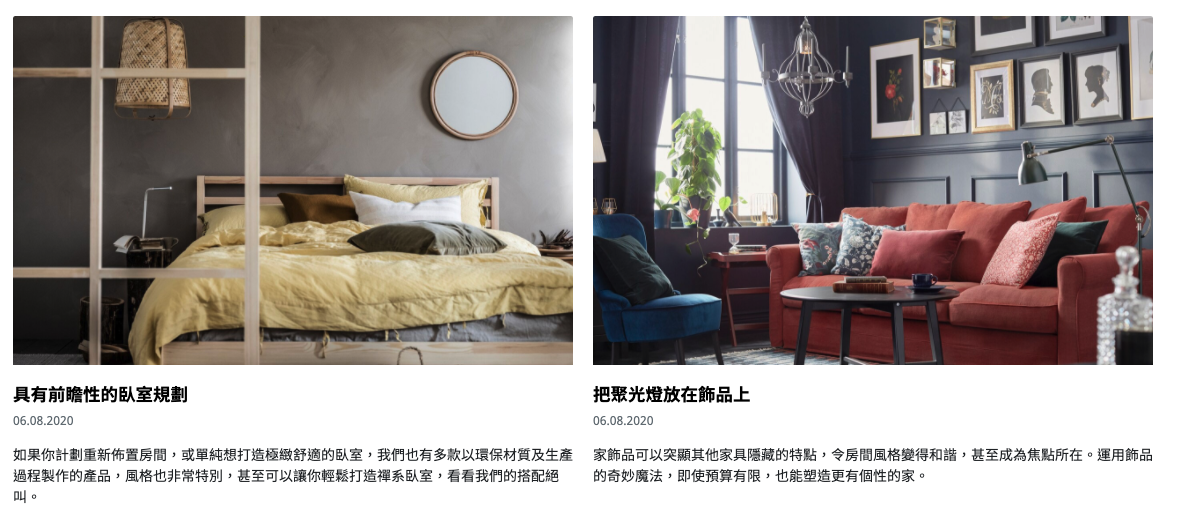 具有前瞻性的臥室規劃
06.08.2020
如果你計劃重新佈置房間，或單純想打造極緻舒適的臥室，我們也有多款以環保材質及生產
過程製作的產品，風格也非常特別，甚至可以讓你輕鬆打造禪系臥室，看看我們的搭配絕
叫。
把聚光燈放在飾品上
06.08.2020
家飾品可以突顯其他家具隱藏的特點，令房間風格變得和諧，甚至成為焦點所在。運用飾品
的奇妙魔法，即使預算有限，也能塑造更有個性的家。